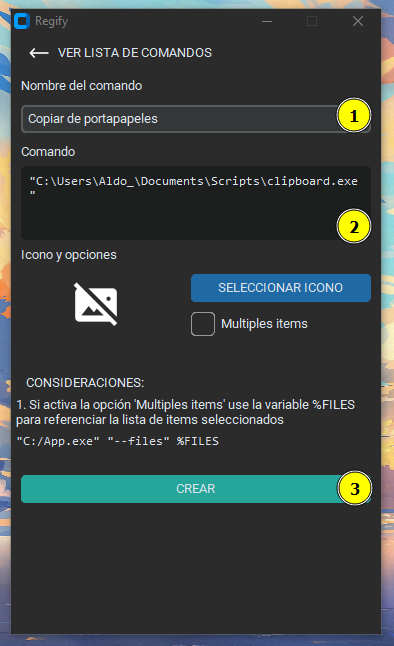 Regify
VER LISTA DE COMANDOS
Nombre del comando
Copiar de portapapeles
1
Comando
"C:\Users\Aldo_\Documents\Scripts\clipboard.exe
"
2
Icono y opciones
SELECCIONAR ICONO
Multiples items
CONSIDERACIONES:
1. Si activa la opción 'Multiples items' use la variable %FILES
para referenciar la lista de items seleccionados
"C:/App.exe" "--files" %FILES
CREAR
3